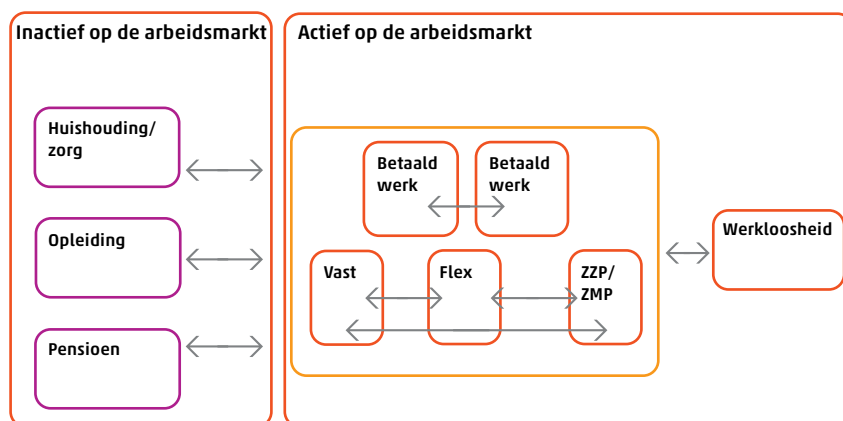 Inactief op de arbeidsmarkt
Actief op de arbeidsmarkt
Huishouding/
zorg
Opleiding
Pensioen
Betaald
werk
Betaald
werk
Vast
Flex
ZZP/
ZMP
Werkloosheid